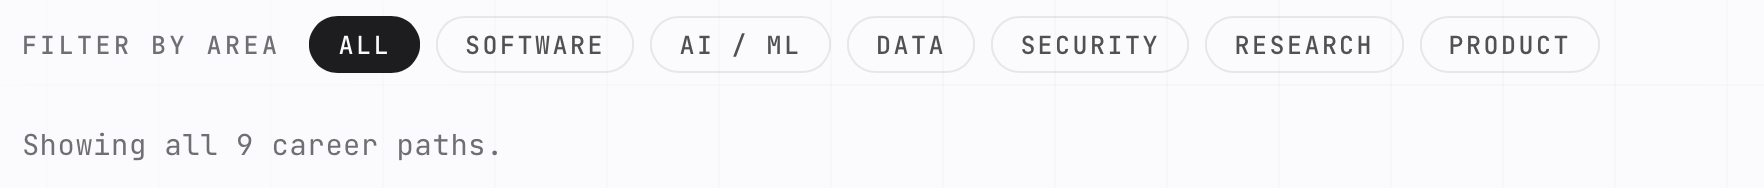 FILTER BY AREA ALL SOFTWARE AI / ML DATA SECURITY RESEARCH PRODUCT
Showing all 9 career paths.